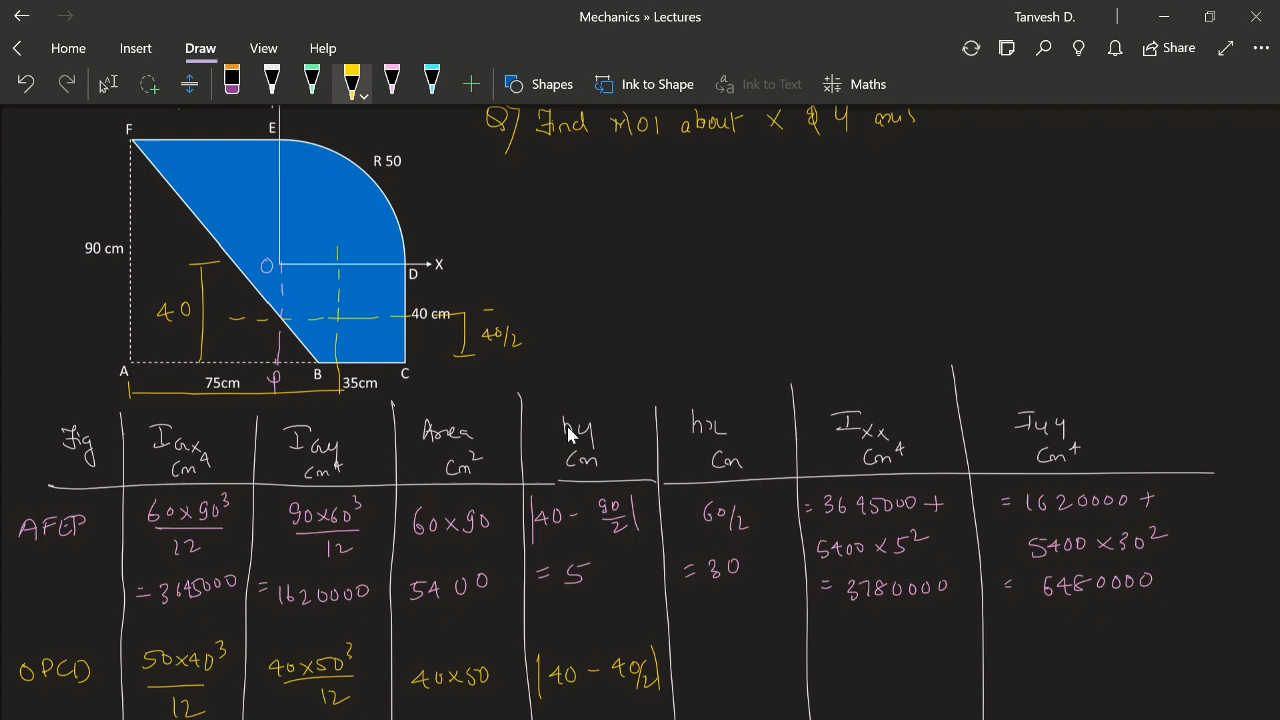 Mechanics » Lectures
Tanvesh D.
Home Insert Draw View Help
Share
Shapes
Ink to Shape
Ink to Text
Maths
Q) Find MOI about X & Y axis
F
E
R 50
90 cm
O
X
D
40
40 cm
40/2
A
P
B
C
75cm
35cm
Fig
IGx cm4
IGy cm4
Area cm2
hy cm
hx cm
Ixx cm4
Iyy cm4
AFEP
60×90³/12
90×60³/12
60×90
|40 - 90/2|
60/2
= 3645000 +
= 1620000 +
5400 × 5²
5400 × 30²
= 3645000
= 1620000
5400
= 5
= 30
= 3780000
= 6480000
OPCD
50×40³/12
40×50³/12
40×50
|40 - 40/2|